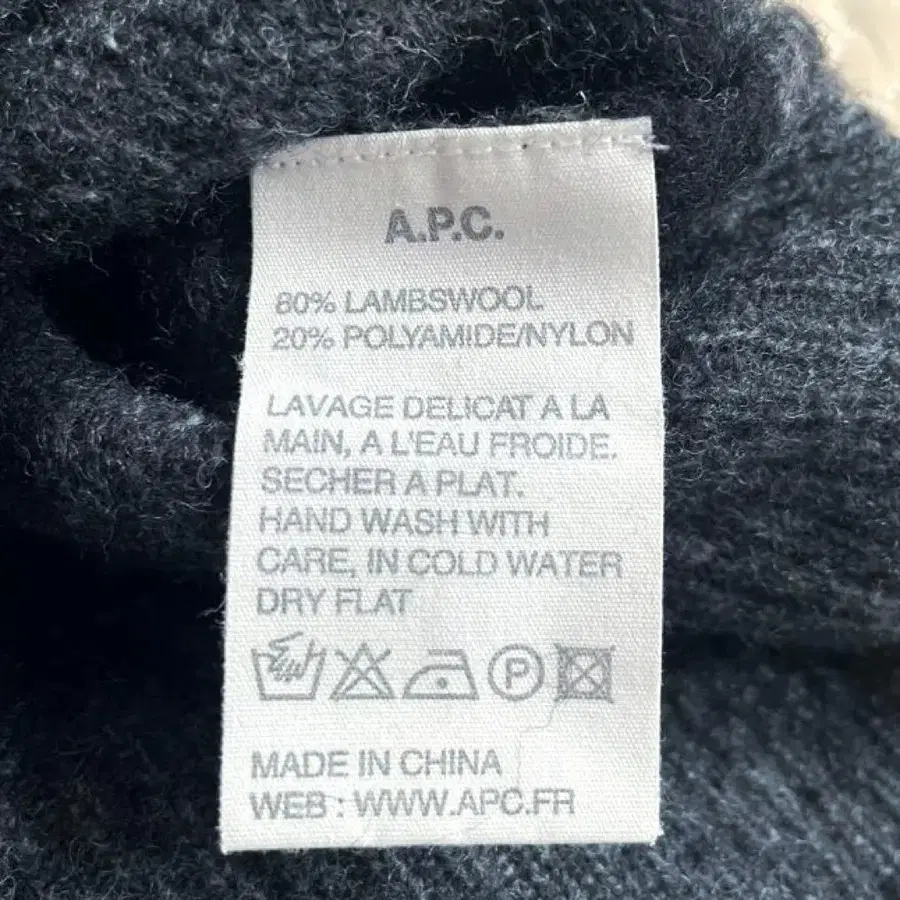 A.P.C.
80% LAMBSWOOL
20% POLYAMIDE/NYLON
LAVAGE DELICAT A LA
MAIN, A L'EAU FROIDE.
SECHER A PLAT.
HAND WASH WITH
CARE, IN COLD WATER
DRY FLAT
P
MADE IN CHINA
WEB : WWW.APC.FR